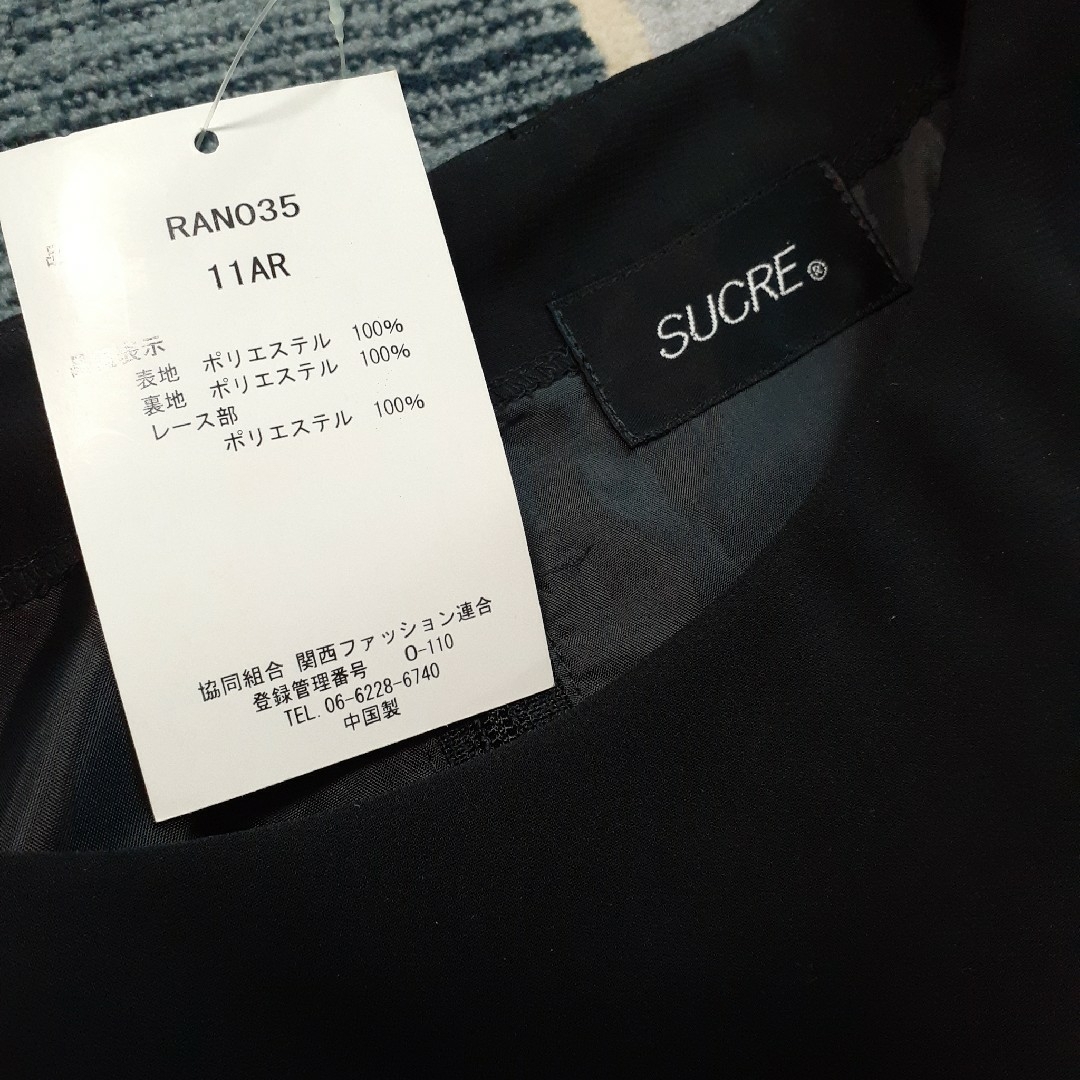 RAN035
11AR
表示
表地 ポリエステル 100%
裏地 ポリエステル 100%
レース部
ポリエステル 100%
協同組合 関西ファッション連合
登録管理番号 O-110
TEL. 06-6228-6740
中国製
SUCRE®